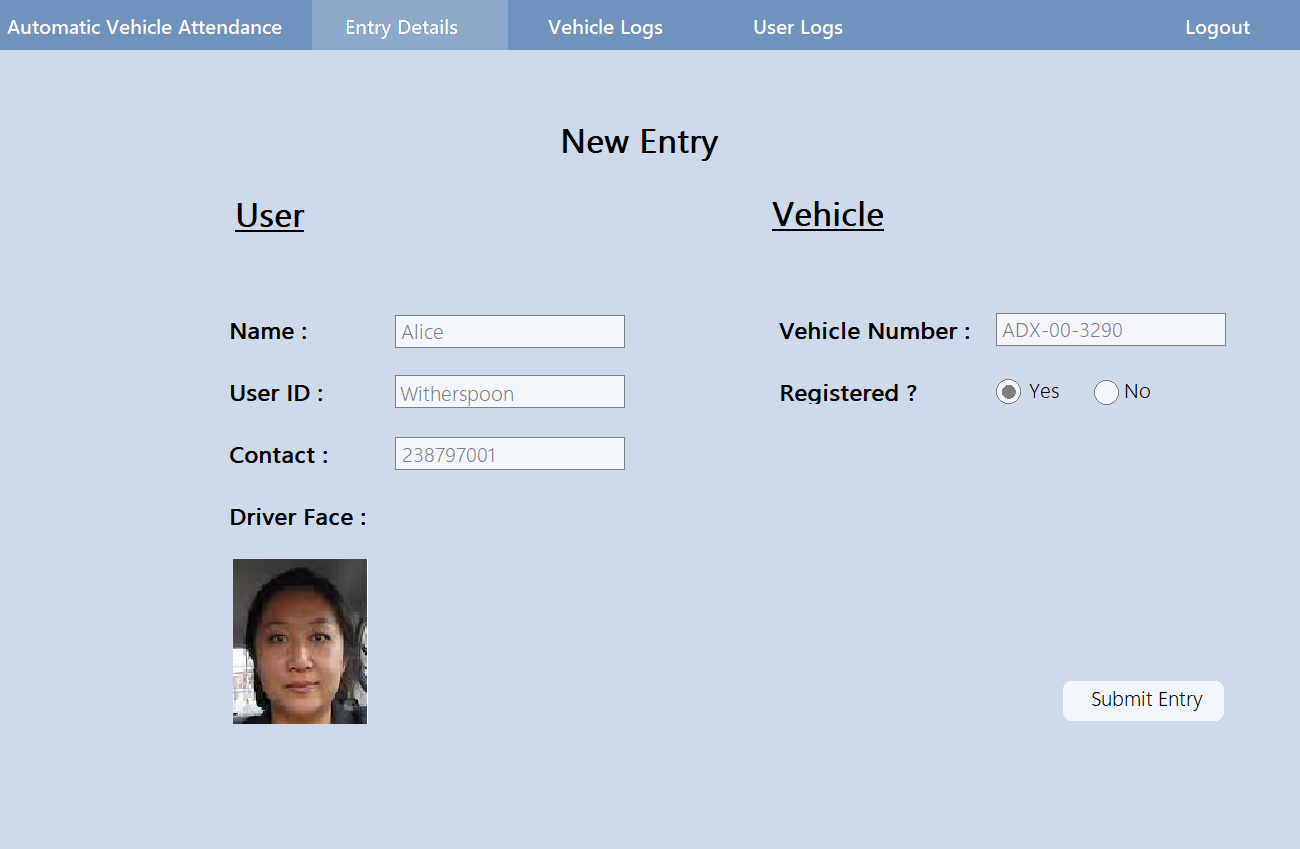 Automatic Vehicle Attendance Entry Details Vehicle Logs User Logs Logout
New Entry
User
Vehicle
Name : Alice
User ID : Witherspoon
Contact : 238797001
Driver Face :
Vehicle Number : ADX-00-3290
Registered ? Yes No
Submit Entry